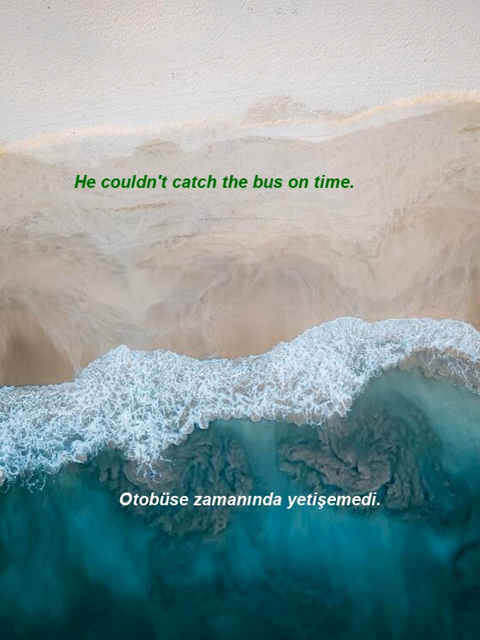 He couldn't catch the bus on time.
Otobüse zamanında yetişemedi.